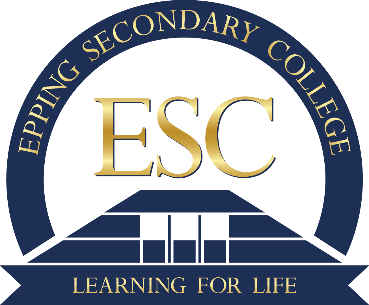 EPPING SECONDARY COLLEGE
ESC
LEARNING FOR LIFE